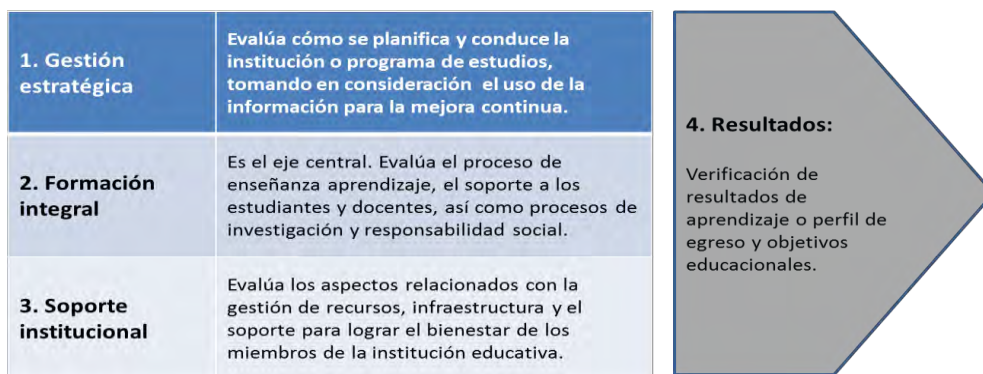 1. Gestión
estratégica
Evalúa cómo se planifica y conduce la
institución o programa de estudios,
tomando en consideración el uso de la
información para la mejora continua.
2. Formación
integral
Es el eje central. Evalúa el proceso de
enseñanza aprendizaje, el soporte a los
estudiantes y docentes, así como procesos de
investigación y responsabilidad social.
3. Soporte
institucional
Evalúa los aspectos relacionados con la
gestión de recursos, infraestructura y el
soporte para lograr el bienestar de los
miembros de la institución educativa.
4. Resultados:
Verificación de
resultados de
aprendizaje o perfil de
egreso y objetivos
educacionales.